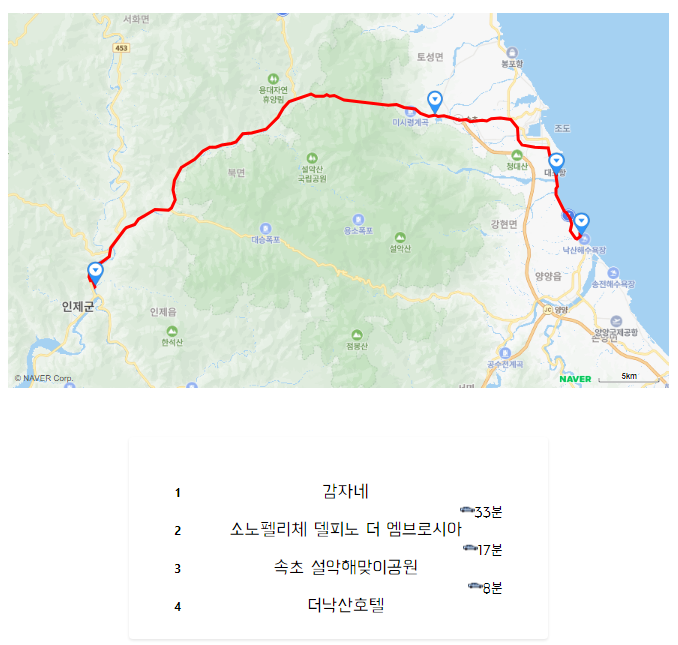 서화면
453
토성면
봉포항
용대자연
휴양림
미시령계곡
속초
조도
청대산
설악산
국립공원
북면
대포항
강현면
대승폭포
용소폭포
설악산
낙산해수욕장
양양읍
송전해수욕장
인제군
인제읍
JC 양양
양양국제공항
손양면
한석산
점봉산
공수전계곡
서면
© NAVER Corp.
NAVER
5km
1 감자네
33분
2 소노펠리체 델피노 더 엠브로시아
17분
3 속초 설악해맞이공원
8분
4 더낙산호텔